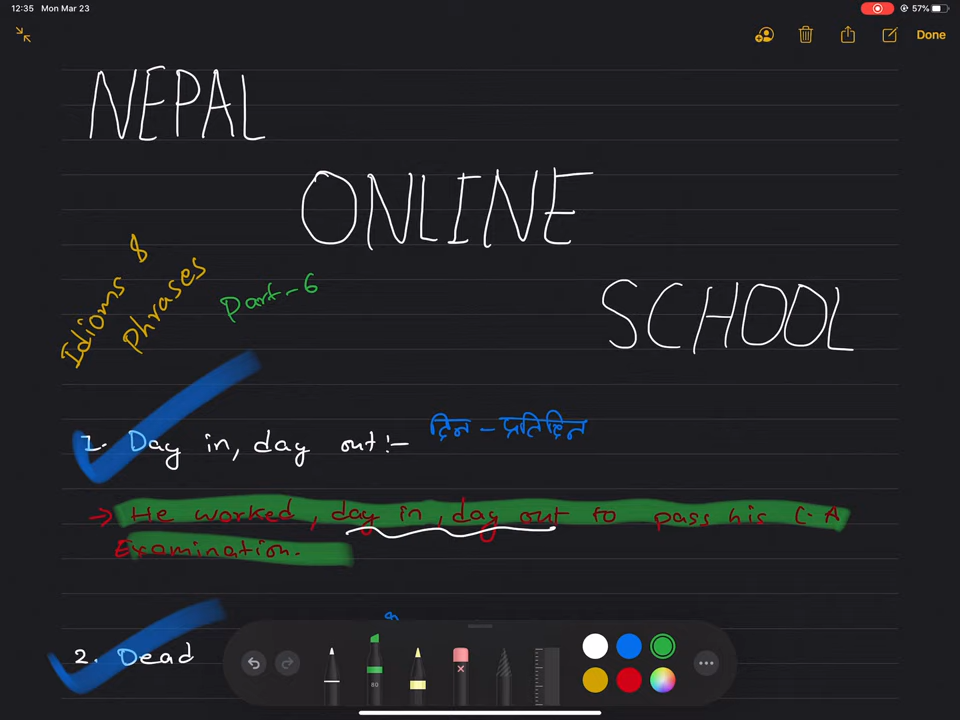 12:35 Mon Mar 23
57%
Done
NEPAL
ONLINE
SCHOOL
Idioms &
phrases
Part-6
1. Day in, day out:- दिन - प्रतिदिन
→ He worked, day in, day out to pass his C.A
Examination.
2. Dead
80